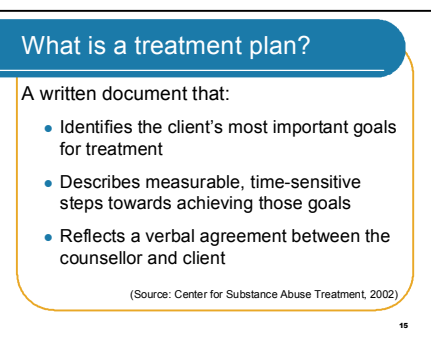 What is a treatment plan?
A written document that:
● Identifies the client's most important goals
for treatment
● Describes measurable, time-sensitive
steps towards achieving those goals
● Reflects a verbal agreement between the
counsellor and client
(Source: Center for Substance Abuse Treatment, 2002)
15